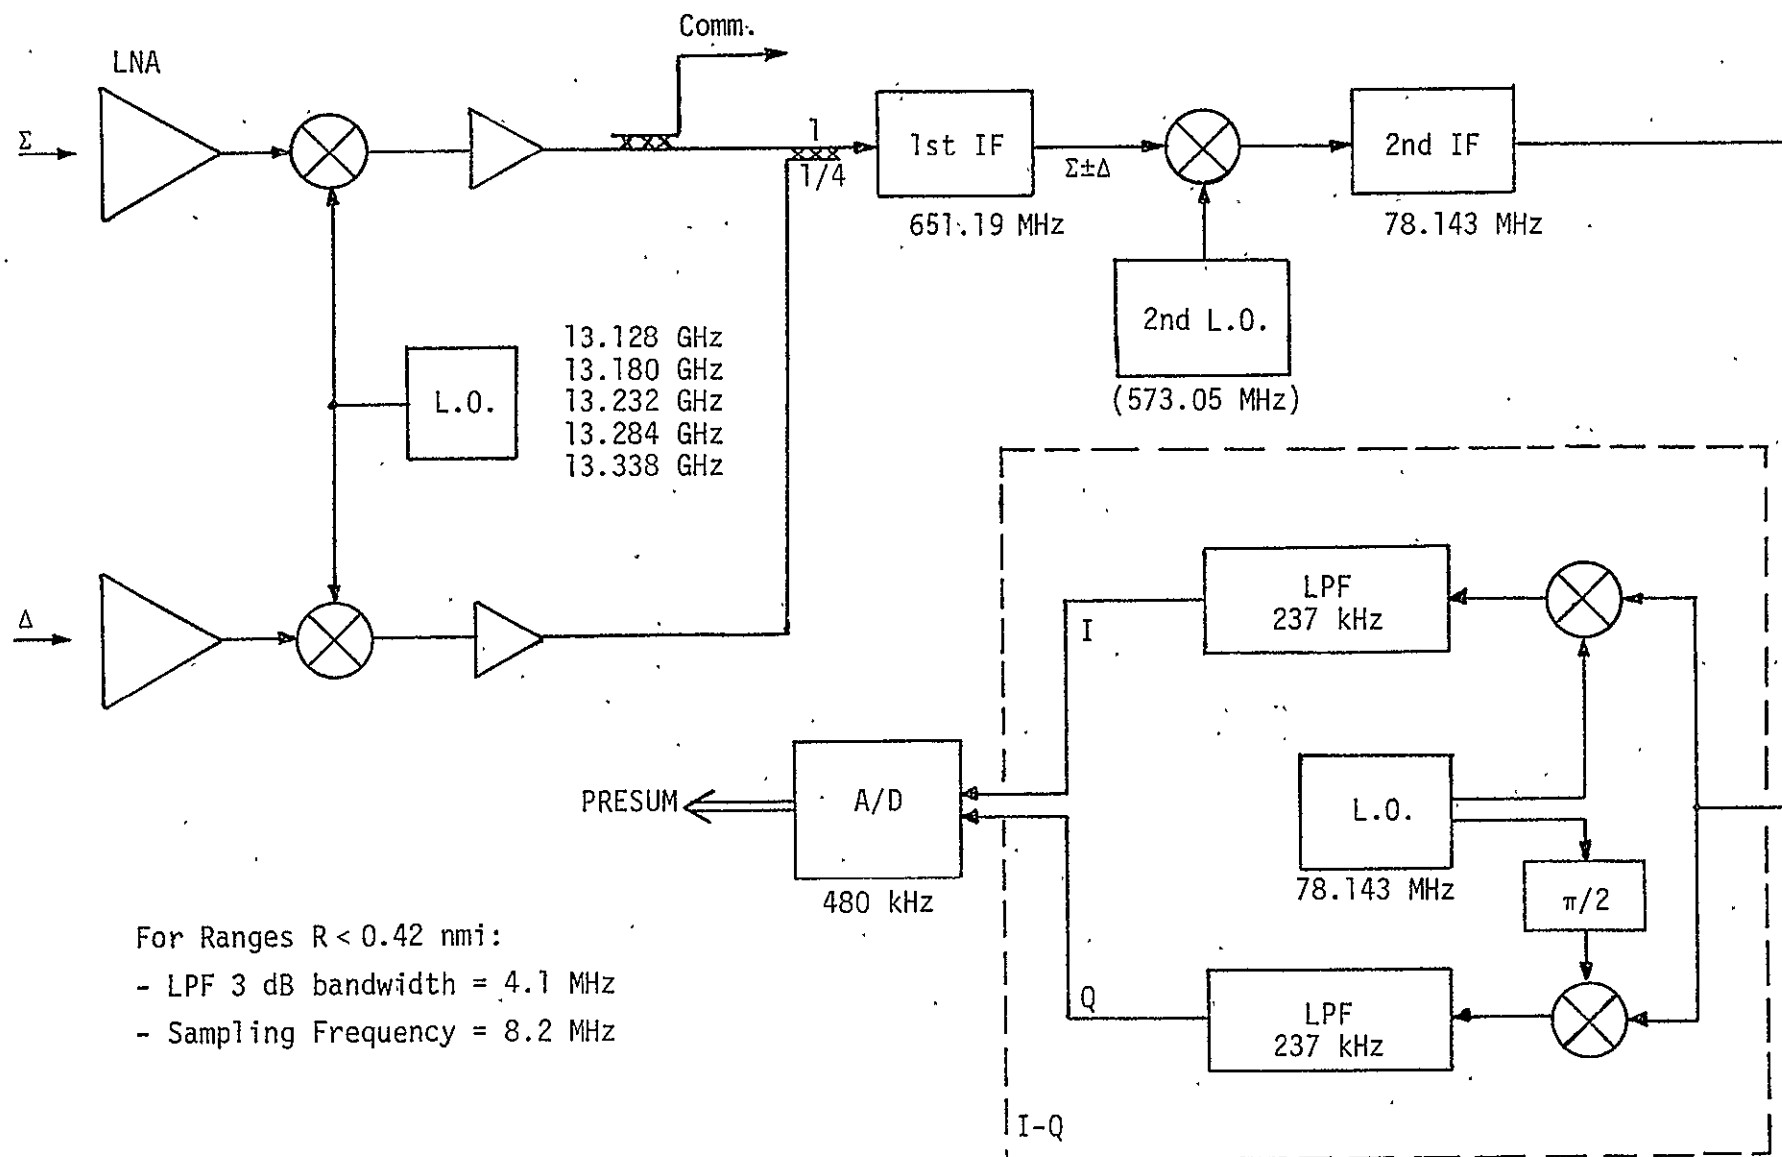 Comm.
LNA
Σ
1
1/4
1st IF
Σ±Δ
2nd IF
651.19 MHz
78.143 MHz
2nd L.O.
(573.05 MHz)
L.O.
13.128 GHz
13.180 GHz
13.232 GHz
13.284 GHz
13.338 GHz
Δ
LPF
237 kHz
I
PRESUM
A/D
480 kHz
L.O.
78.143 MHz
π/2
Q
LPF
237 kHz
I-Q
For Ranges R < 0.42 nmi:
- LPF 3 dB bandwidth = 4.1 MHz
- Sampling Frequency = 8.2 MHz